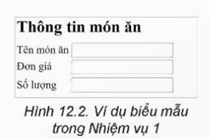 Thông tin món ăn
Tên món ăn
Đơn giá
Số lượng
Hình 12.2. Ví dụ biểu mẫu
trong Nhiệm vụ 1